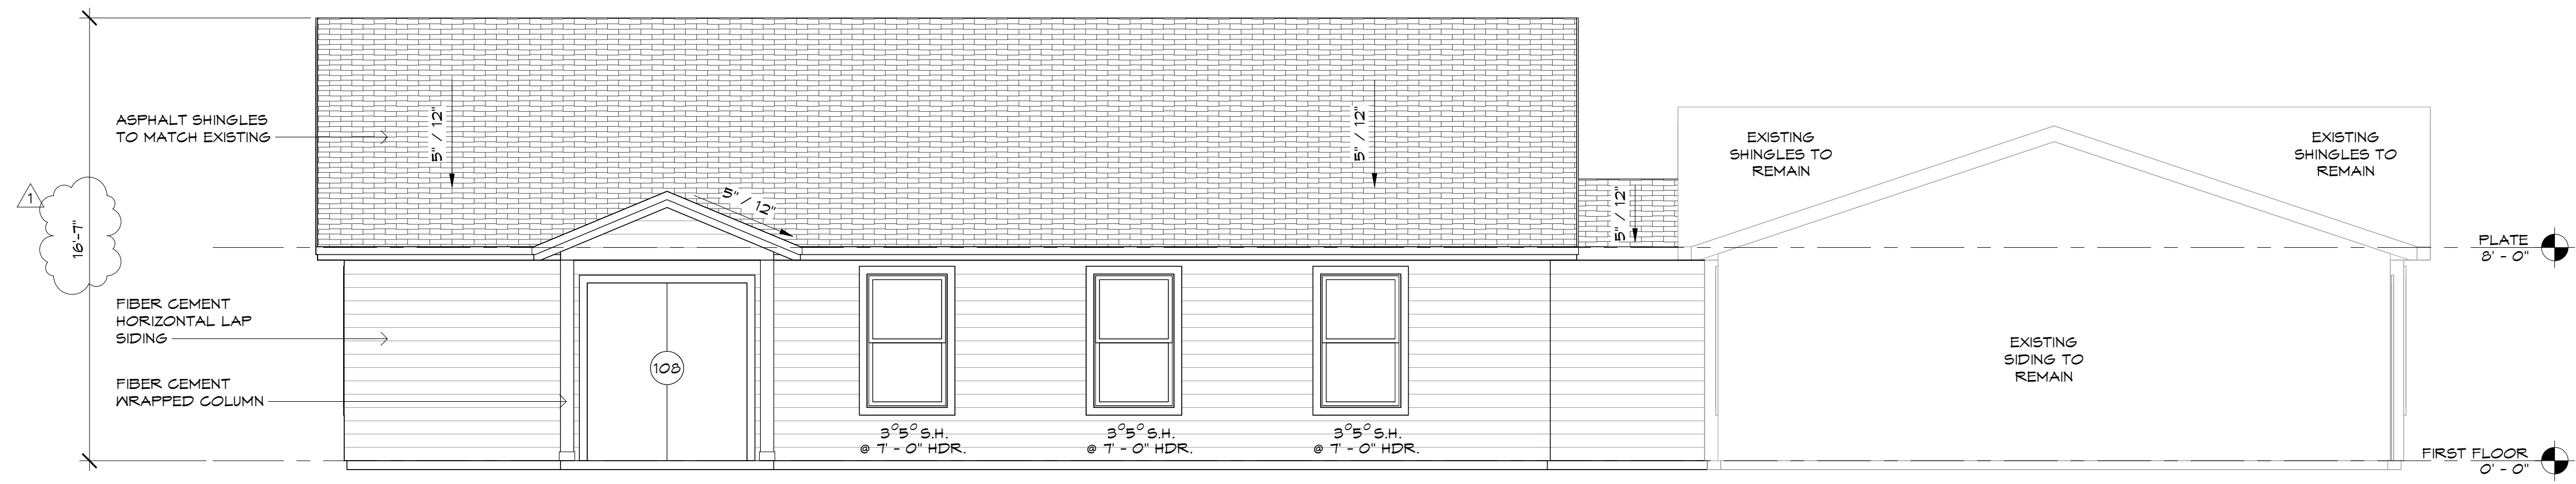 ASPHALT SHINGLES
TO MATCH EXISTING
1
16'-7"
FIBER CEMENT
HORIZONTAL LAP
SIDING
FIBER CEMENT
WRAPPED COLUMN
5" / 12"
5" / 12"
5" / 12"
5" / 12"
108
3⁰5⁰ S.H.
@ 7' - 0" HDR.
3⁰5⁰ S.H.
@ 7' - 0" HDR.
3⁰5⁰ S.H.
@ 7' - 0" HDR.
EXISTING
SHINGLES TO
REMAIN
EXISTING
SHINGLES TO
REMAIN
EXISTING
SIDING TO
REMAIN
PLATE
8' - 0"
FIRST FLOOR
0' - 0"